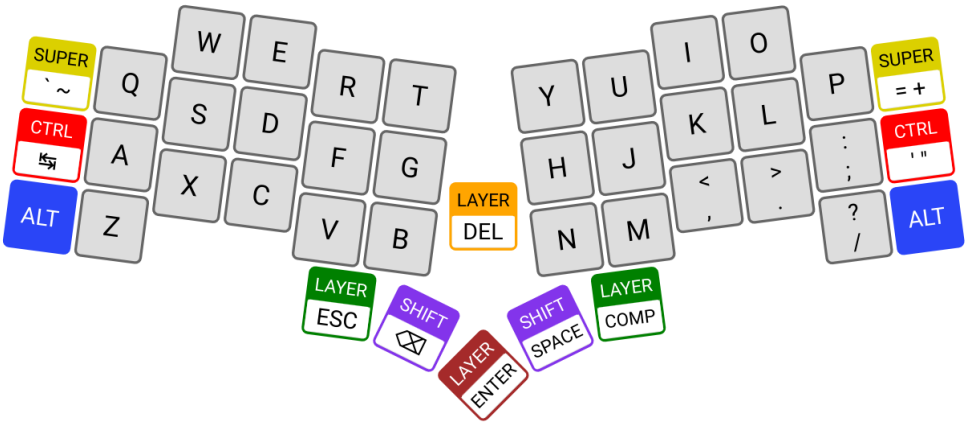 SUPER
` ~
Q
W
E
R
T
Y
U
I
O
P
SUPER
= +
CTRL
↹
A
S
D
F
G
H
J
K
L
:
;
CTRL
' "
ALT
Z
X
C
V
B
LAYER
DEL
N
M
<
,
>
.
?
/
ALT
LAYER
ESC
SHIFT
⌫
LAYER
ENTER
SHIFT
SPACE
LAYER
COMP